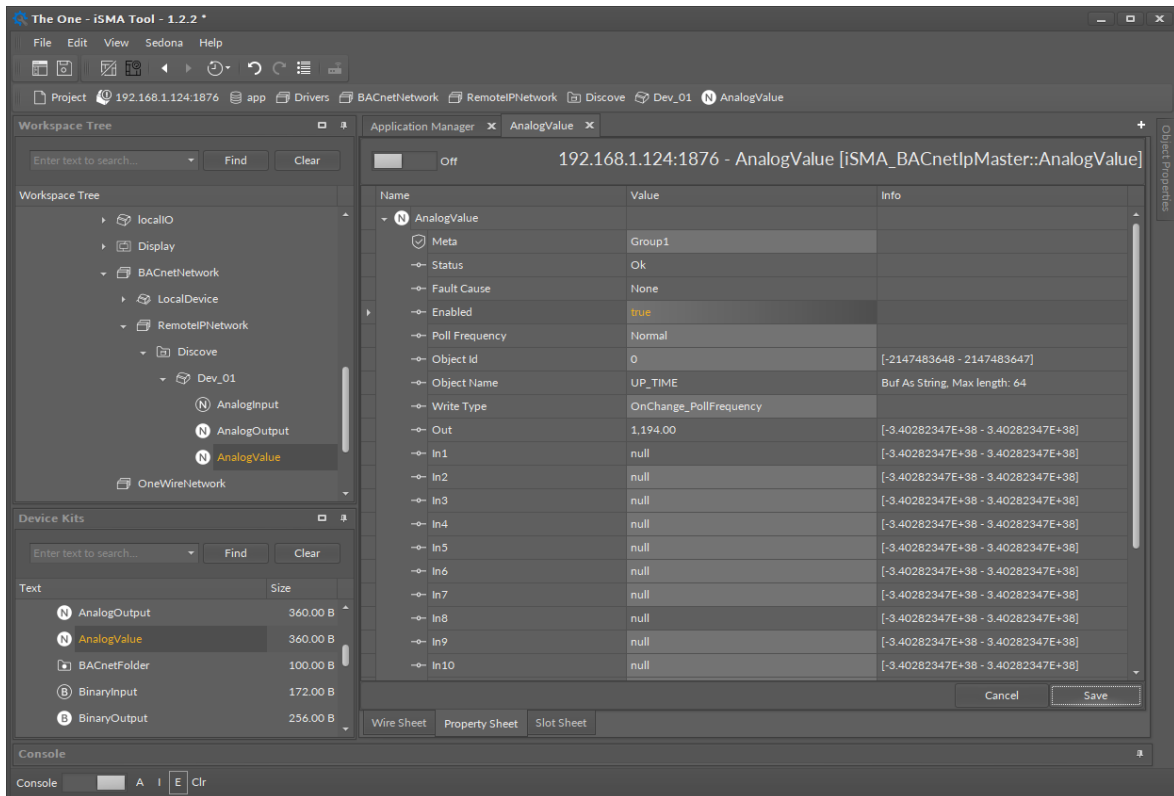 The One - iSMA Tool - 1.2.2 *
File Edit View Sedona Help
Project 192.168.1.124:1876 app Drivers BACnetNetwork RemoteIPNetwork Discove Dev_01 N AnalogValue
Workspace Tree
Enter text to search... Find Clear
Workspace Tree
localIO
Display
BACnetNetwork
LocalDevice
RemoteIPNetwork
Discove
Dev_01
N AnalogInput
N AnalogOutput
N AnalogValue
OneWireNetwork
Device Kits
Enter text to search... Find Clear
Text Size
N AnalogOutput 360.00 B
N AnalogValue 360.00 B
BACnetFolder 100.00 B
B BinaryInput 172.00 B
B BinaryOutput 256.00 B
Application Manager AnalogValue
Off 192.168.1.124:1876 - AnalogValue [iSMA_BACnetIpMaster::AnalogValue]
Name Value Info
N AnalogValue
Meta Group1
Status Ok
Fault Cause None
Enabled true
Poll Frequency Normal
Object Id 0 [-2147483648 - 2147483647]
Object Name UP_TIME Buf As String, Max length: 64
Write Type OnChange_PollFrequency
Out 1,194.00 [-3.40282347E+38 - 3.40282347E+38]
In1 null [-3.40282347E+38 - 3.40282347E+38]
In2 null [-3.40282347E+38 - 3.40282347E+38]
In3 null [-3.40282347E+38 - 3.40282347E+38]
In4 null [-3.40282347E+38 - 3.40282347E+38]
In5 null [-3.40282347E+38 - 3.40282347E+38]
In6 null [-3.40282347E+38 - 3.40282347E+38]
In7 null [-3.40282347E+38 - 3.40282347E+38]
In8 null [-3.40282347E+38 - 3.40282347E+38]
In9 null [-3.40282347E+38 - 3.40282347E+38]
In10 null [-3.40282347E+38 - 3.40282347E+38]
Cancel Save
Wire Sheet Property Sheet Slot Sheet
Object Properties
Console
Console A I E Clr